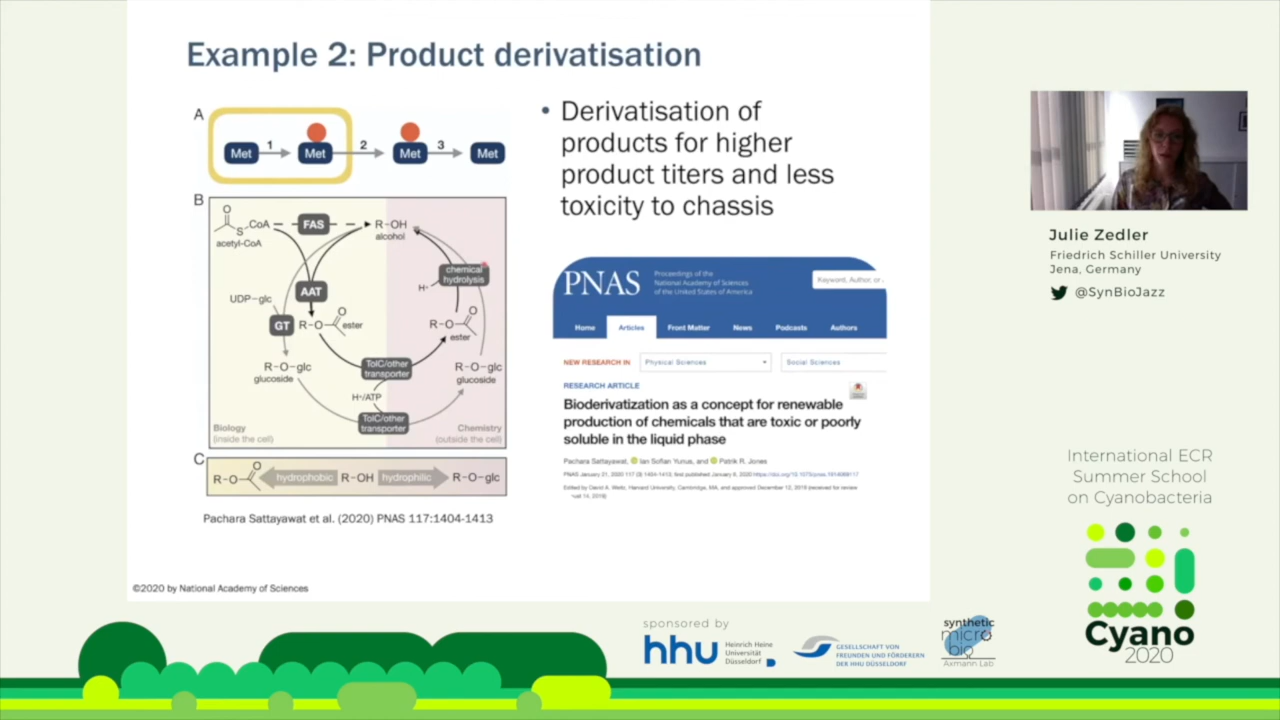 Example 2: Product derivatisation
A
Met
1
Met
2
Met
3
Met
B
O
S
CoA
acetyl-CoA
FAS
R-OH
alcohol
AAT
UDP-glc
GT
R-O
O
ester
R-O-glc
glucoside
chemical
hydrolysis
H+
R-O
O
ester
TolC/other
transporter
R-O-glc
glucoside
H+/ATP
TolC/other
transporter
Biology
(inside the cell)
Chemistry
(outside the cell)
C
R-O
O
hydrophobic
R-OH
hydrophilic
R-O-glc
Pachara Sattayawat et al. (2020) PNAS 117:1404-1413
©2020 by National Academy of Sciences
• Derivatisation of
products for higher
product titers and less
toxicity to chassis
PNAS
Proceedings of the
National Academy of Sciences
of the United States of America
Keyword, Author, or
Home
Articles
Front Matter
News
Podcasts
Authors
NEW RESEARCH IN
Physical Sciences
Social Sciences
RESEARCH ARTICLE
Bioderivatization as a concept for renewable
production of chemicals that are toxic or poorly
soluble in the liquid phase
Pachara Sattayawat, Ian Sofian Yunus, and Patrik R. Jones
PNAS January 21, 2020 117 (3) 1404-1413; first published January 6, 2020
Edited by David A. Harvard University, Cambridge, MA, and approved December 12, 2019 (received for review
Julie Zedler
Friedrich Schiller University
Jena, Germany
@SynBioJazz
International ECR
Summer School
on Cyanobacteria
Cyano
2020
sponsored by
hhu
Heinrich Heine
Universität
Düsseldorf
GESELLSCHAFT VON
FREUNDEN UND FÖRDERERN
DER HHU DÜSSELDORF
synthetic
micro
bio
Axmann Lab